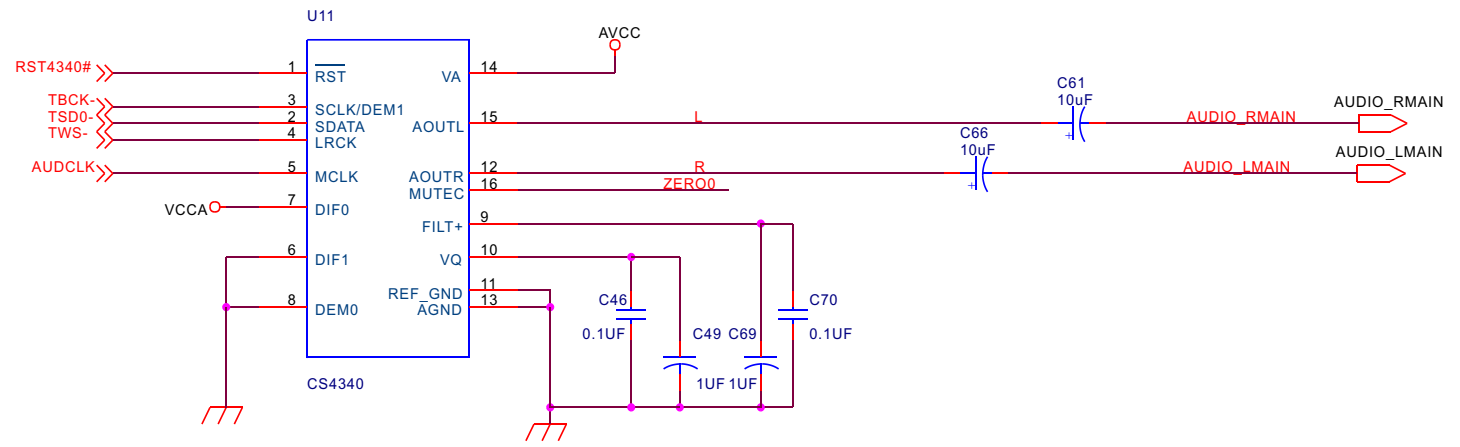 U11
AVCC
RST4340#
1
RST
VA
14
C61
10uF
AUDIO_RMAIN
TBCK-
3
SCLK/DEM1
TSD0-
2
SDATA
AOUTL
15
L
AUDIO_RMAIN
TWS-
4
LRCK
C66
10uF
AUDIO_LMAIN
AUDCLK
5
MCLK
AOUTR
12
R
AUDIO_LMAIN
MUTEC
16
ZERO0
VCCA
7
DIF0
FILT+
9
6
DIF1
VQ
10
REF_GND
11
8
DEM0
AGND
13
C46
0.1UF
C49
1UF
C69
1UF
C70
0.1UF
CS4340
+
+